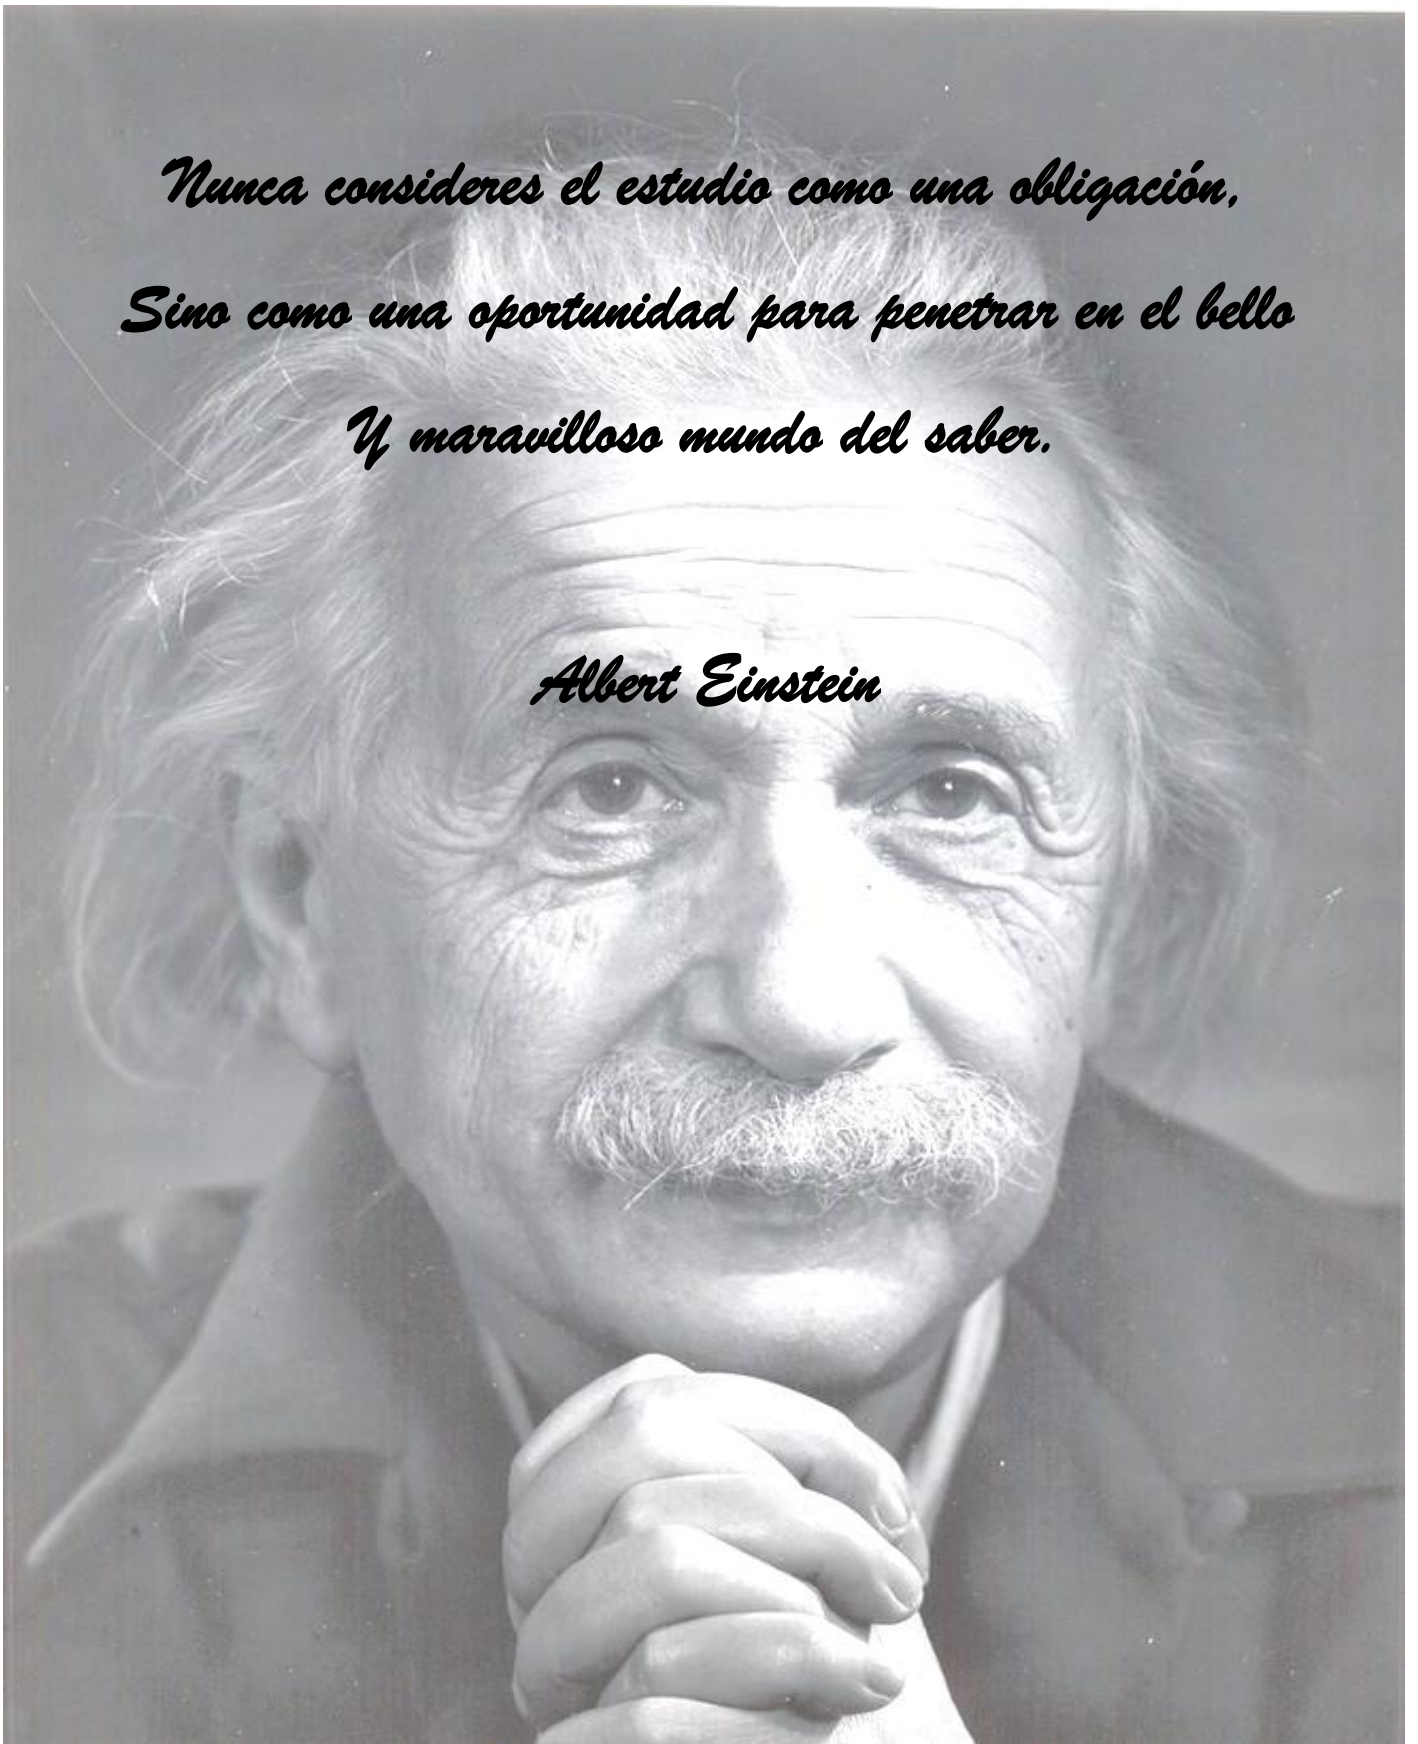 Nunca consideres el estudio como una obligación,
Sino como una oportunidad para penetrar en el bello
Y maravilloso mundo del saber.
Albert Einstein